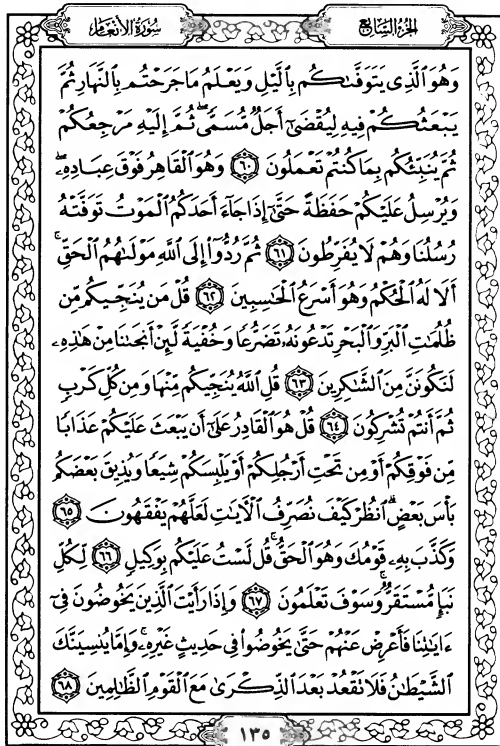 الجزء السابع
سورة الأنعام
وَهُوَ ٱلَّذِى يَتَوَفَّىٰكُم بِٱلَّيْلِ وَيَعْلَمُ مَا جَرَحْتُم بِٱلنَّهَارِ ثُمَّ
يَبْعَثُكُمْ فِيهِ لِيُقْضَىٰٓ أَجَلٌ مُّسَمًّى ۖ ثُمَّ إِلَيْهِ مَرْجِعُكُمْ
ثُمَّ يُنَبِّئُكُم بِمَا كُنتُمْ تَعْمَلُونَ ٦٠ وَهُوَ ٱلْقَاهِرُ فَوْقَ عِبَادِهِۦ ۖ
وَيُرْسِلُ عَلَيْكُمْ حَفَظَةً حَتَّىٰٓ إِذَا جَآءَ أَحَدَكُمُ ٱلْمَوْتُ تَوَفَّتْهُ
رُسُلُنَا وَهُمْ لَا يُفَرِّطُونَ ٦١ ثُمَّ رُدُّوٓا۟ إِلَى ٱللَّهِ مَوْلَىٰهُمُ ٱلْحَقِّ ۚ
أَلَا لَهُ ٱلْحُكْمُ وَهُوَ أَسْرَعُ ٱلْحَـٰسِبِينَ ٦٢ قُلْ مَن يُنَجِّيكُم مِّن
ظُلُمَـٰتِ ٱلْبَرِّ وَٱلْبَحْرِ تَدْعُونَهُۥ تَضَرُّعًا وَخُفْيَةً لَّئِنْ أَنجَىٰنَا مِنْ هَـٰذِهِۦ
لَنَكُونَنَّ مِنَ ٱلشَّـٰكِرِينَ ٦٣ قُلِ ٱللَّهُ يُنَجِّيكُم مِّنْهَا وَمِن كُلِّ كَرْبٍ
ثُمَّ أَنتُمْ تُشْرِكُونَ ٦٤ قُلْ هُوَ ٱلْقَادِرُ عَلَىٰٓ أَن يَبْعَثَ عَلَيْكُمْ عَذَابًا
مِّن فَوْقِكُمْ أَوْ مِن تَحْتِ أَرْجُلِكُمْ أَوْ يَلْبِسَكُمْ شِيَعًا وَيُذِيقَ بَعْضَكُم
بَأْسَ بَعْضٍ ۗ ٱنظُرْ كَيْفَ نُصَرِّفُ ٱلْـَٔايَـٰتِ لَعَلَّهُمْ يَفْقَهُونَ ٦٥
وَكَذَّبَ بِهِۦ قَوْمُكَ وَهُوَ ٱلْحَقُّ ۚ قُل لَّسْتُ عَلَيْكُم بِوَكِيلٍ ٦٦ لِّكُلِّ
نَبَإٍ مُّسْتَقَرٌّ ۚ وَسَوْفَ تَعْلَمُونَ ٦٧ وَإِذَا رَأَيْتَ ٱلَّذِينَ يَخُوضُونَ فِىٓ
ءَايَـٰتِنَا فَأَعْرِضْ عَنْهُمْ حَتَّىٰ يَخُوضُوا۟ فِى حَدِيثٍ غَيْرِهِۦ ۚ وَإِمَّا يُنسِيَنَّكَ
ٱلشَّيْطَـٰنُ فَلَا تَقْعُدْ بَعْدَ ٱلذِّكْرَىٰ مَعَ ٱلْقَوْمِ ٱلظَّـٰلِمِينَ ٦٨
١٣٥